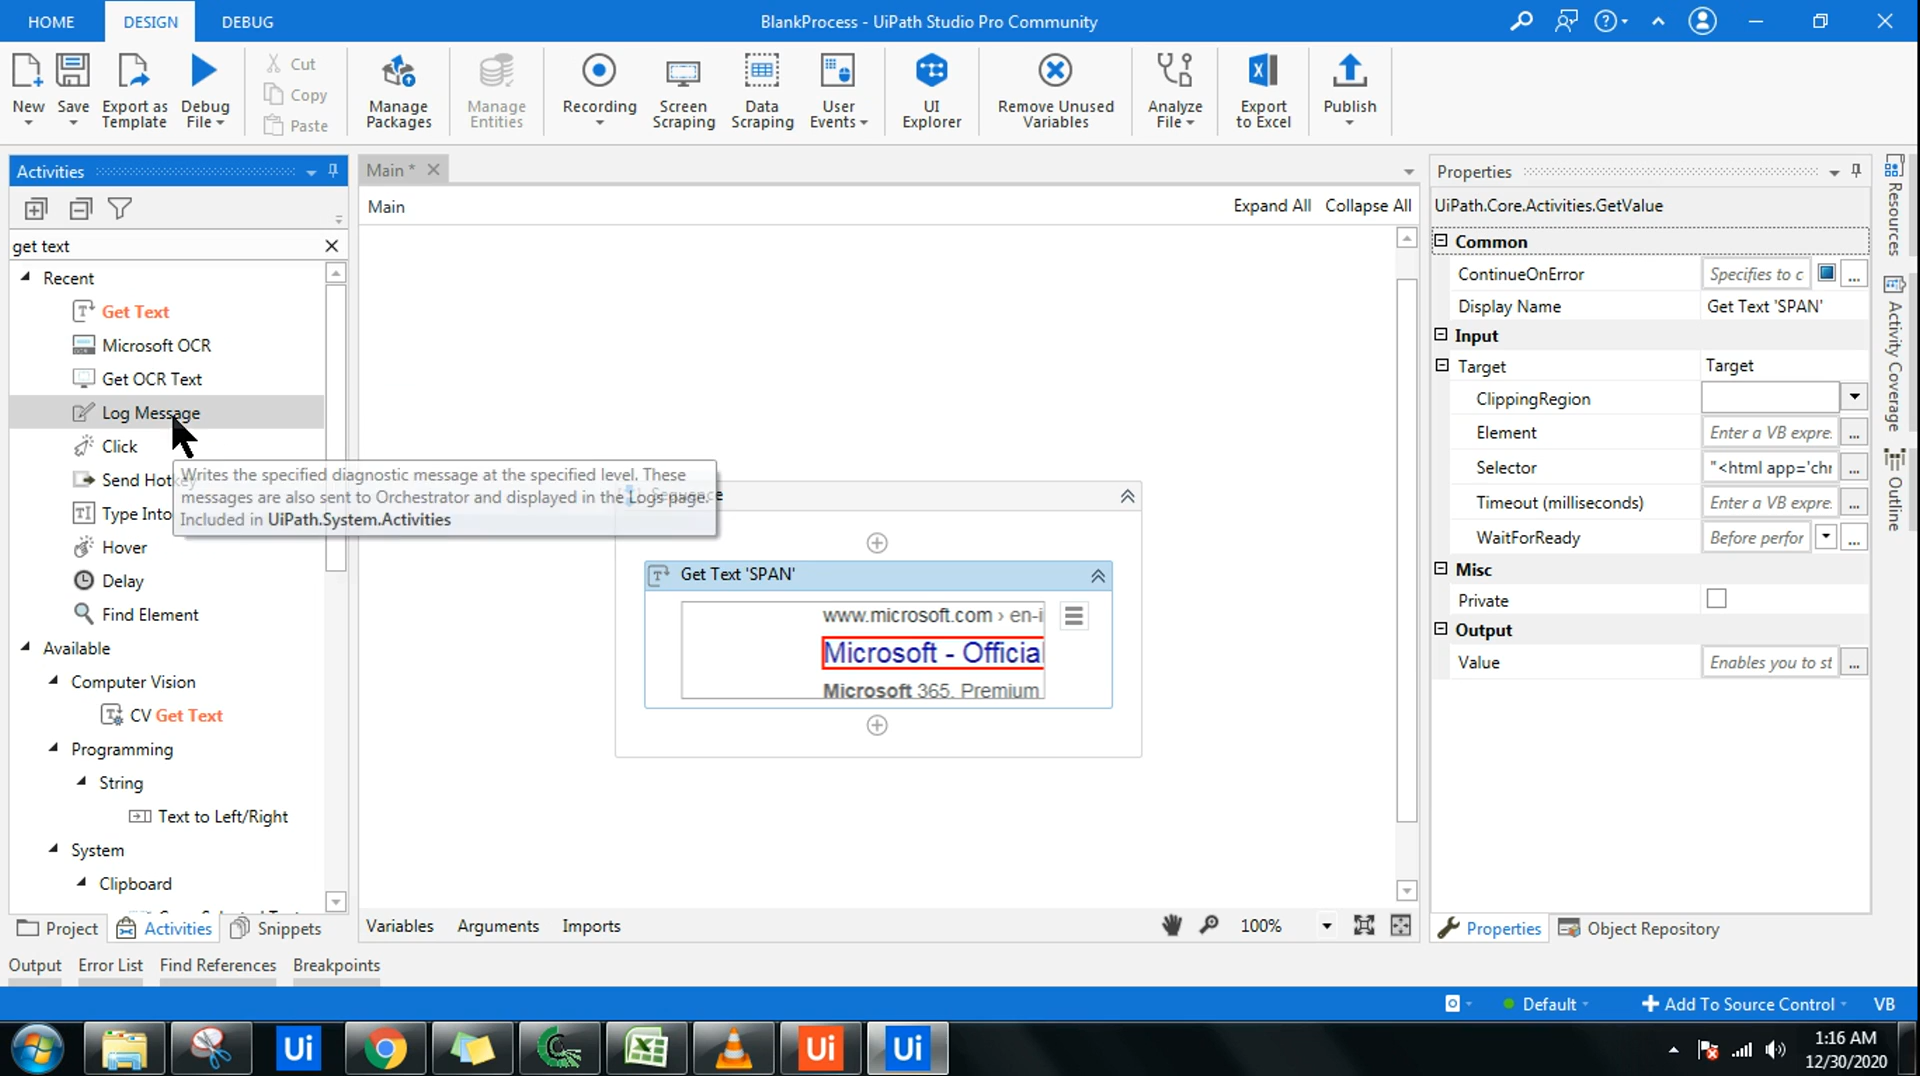 HOME DESIGN DEBUG BlankProcess - UiPath Studio Pro Community
New Save Export as Template Debug File Cut Copy Paste Manage Packages Manage Entities Recording Screen Scraping Data Scraping User Events UI Explorer Remove Unused Variables Analyze File Export to Excel Publish
Activities
get text
Recent
Get Text
Microsoft OCR
Get OCR Text
Log Message
Click
Send Hot
Type Into
Hover
Delay
Find Element
Available
Computer Vision
CV Get Text
Programming
String
Text to Left/Right
System
Clipboard
Writes the specified diagnostic message at the specified level. These
messages are also sent to Orchestrator and displayed in the Logs page.
Included in UiPath.System.Activities
Main *
Main Expand All Collapse All
Get Text 'SPAN'
www.microsoft.com › en-i
Microsoft - Official
Microsoft 365. Premium
Properties
UiPath.Core.Activities.GetValue
Common
ContinueOnError Specifies to c ...
Display Name Get Text 'SPAN'
Input
Target Target
ClippingRegion
Element Enter a VB expre: ...
Selector "<html app='chr ...
Timeout (milliseconds) Enter a VB expre: ...
WaitForReady Before perfor ...
Misc
Private
Output
Value Enables you to st ...
Resources
Activity Coverage
Outline
Project Activities Snippets
Variables Arguments Imports 100%
Properties Object Repository
Output Error List Find References Breakpoints
Default Add To Source Control VB
Ui Ui Ui
1:16 AM
12/30/2020